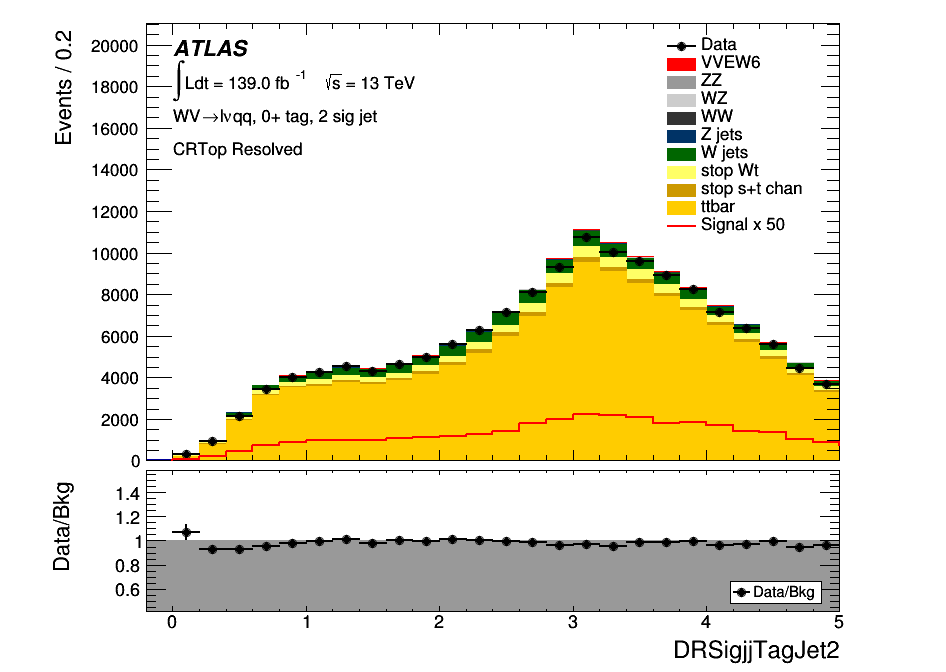 20000
18000
16000
14000
12000
10000
8000
6000
4000
2000
0
Events / 0.2
ATLAS
∫Ldt = 139.0 fb⁻¹ √s = 13 TeV
WV→lνqq, 0+ tag, 2 sig jet
CRTop Resolved
Data
VVEW6
ZZ
WZ
WW
Z jets
W jets
stop Wt
stop s+t chan
ttbar
Signal x 50
1.4
1.2
1
0.8
0.6
Data/Bkg
Data/Bkg
0 1 2 3 4 5
DRSigjjTagJet2